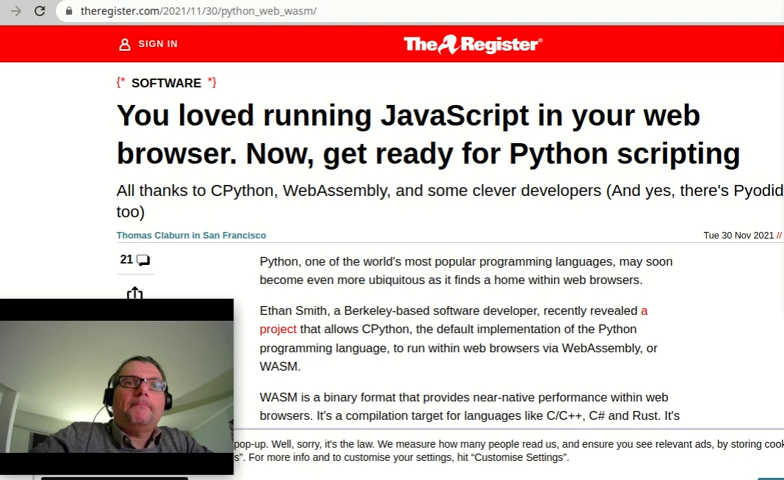 theregister.com/2021/11/30/python_web_wasm/
SIGN IN
The Register®
{* SOFTWARE *}
You loved running JavaScript in your web
browser. Now, get ready for Python scripting
All thanks to CPython, WebAssembly, and some clever developers (And yes, there's Pyodid
too)
Thomas Claburn in San Francisco
Tue 30 Nov 2021 //
21
Python, one of the world's most popular programming languages, may soon
become even more ubiquitous as it finds a home within web browsers.
Ethan Smith, a Berkeley-based software developer, recently revealed a
project that allows CPython, the default implementation of the Python
programming language, to run within web browsers via WebAssembly, or
WASM.
WASM is a binary format that provides near-native performance within web
browsers. It's a compilation target for languages like C/C++, C# and Rust. It's
pop-up. Well, sorry, it's the law. We measure how many people read us, and ensure you see relevant ads, by storing cook
s". For more info and to customise your settings, hit “Customise Settings”.